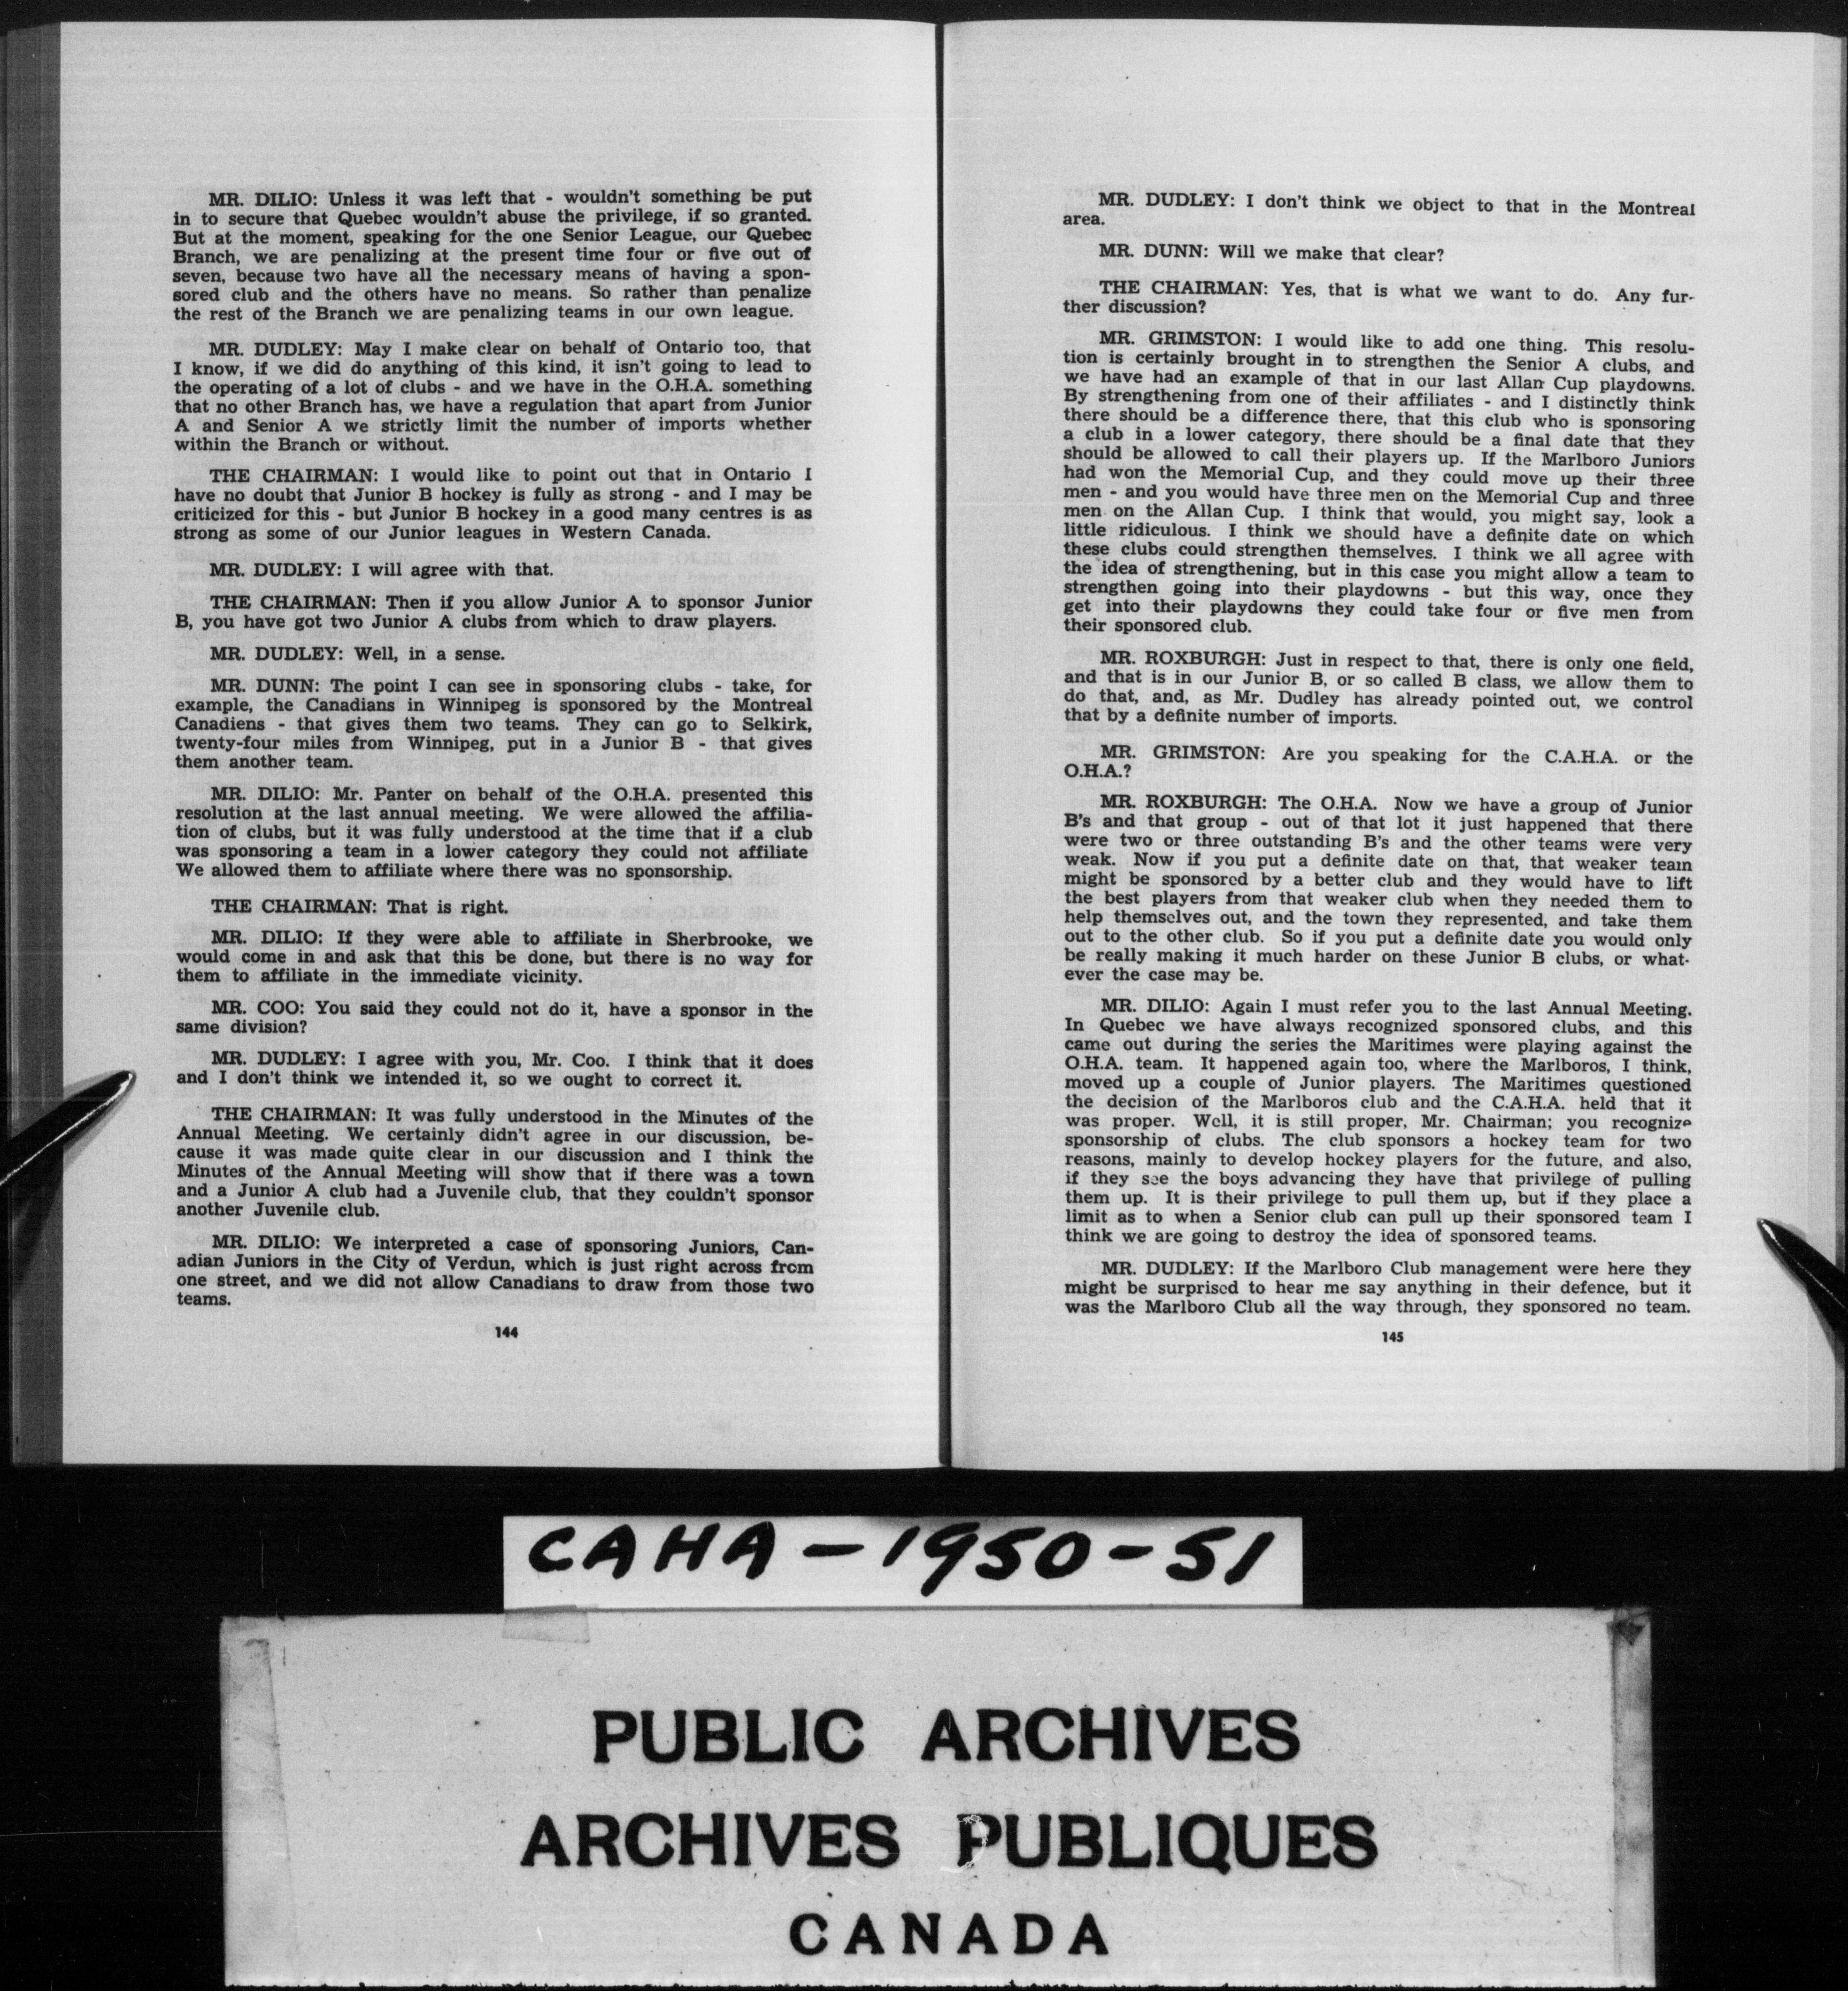 MR. DILIO: Unless it was left that - wouldn't something be put
in to secure that Quebec wouldn't abuse the privilege, if so granted.
But at the moment, speaking for the one Senior League, our Quebec
Branch, we are penalizing at the present time four or five out of
seven, because two have all the necessary means of having a spon-
sored club and the others have no means. So rather than penalize
the rest of the Branch we are penalizing teams in our own league.
MR. DUDLEY: May I make clear on behalf of Ontario too, that
I know, if we did do anything of this kind, it isn't going to lead to
the operating of a lot of clubs - and we have in the O.H.A. something
that no other Branch has, we have a regulation that apart from Junior
A and Senior A we strictly limit the number of imports whether
within the Branch or without.
THE CHAIRMAN: I would like to point out that in Ontario I
have no doubt that Junior B hockey is fully as strong - and I may be
criticized for this - but Junior B hockey in a good many centres is as
strong as some of our Junior leagues in Western Canada.
MR. DUDLEY: I will agree with that.
THE CHAIRMAN: Then if you allow Junior A to sponsor Junior
B, you have got two Junior A clubs from which to draw players.
MR. DUDLEY: Well, in a sense.
MR. DUNN: The point I can see in sponsoring clubs - take, for
example, the Canadians in Winnipeg is sponsored by the Montreal
Canadiens - that gives them two teams. They can go to Selkirk,
twenty-four miles from Winnipeg, put in a Junior B - that gives
them another team.
MR. DILIO: Mr. Panter on behalf of the O.H.A. presented this
resolution at the last annual meeting. We were allowed the affilia-
tion of clubs, but it was fully understood at the time that if a club
was sponsoring a team in a lower category they could not affiliate
We allowed them to affiliate where there was no sponsorship.
THE CHAIRMAN: That is right.
MR. DILIO: If they were able to affiliate in Sherbrooke, we
would come in and ask that this be done, but there is no way for
them to affiliate in the immediate vicinity.
MR. COO: You said they could not do it, have a sponsor in the
same division?
MR. DUDLEY: I agree with you, Mr. Coo. I think that it does
and I don't think we intended it, so we ought to correct it.
THE CHAIRMAN: It was fully understood in the Minutes of the
Annual Meeting. We certainly didn't agree in our discussion, be-
cause it was made quite clear in our discussion and I think the
Minutes of the Annual Meeting will show that if there was a town
and a Junior A club had a Juvenile club, that they couldn't sponsor
another Juvenile club.
MR. DILIO: We interpreted a case of sponsoring Juniors, Can-
adian Juniors in the City of Verdun, which is just right across from
one street, and we did not allow Canadians to draw from those two
teams.
144
MR. DUDLEY: I don't think we object to that in the Montreal
area.
MR. DUNN: Will we make that clear?
THE CHAIRMAN: Yes, that is what we want to do. Any fur-
ther discussion?
MR. GRIMSTON: I would like to add one thing. This resolu-
tion is certainly brought in to strengthen the Senior A clubs, and
we have had an example of that in our last Allan Cup playdowns.
By strengthening from one of their affiliates - and I distinctly think
there should be a difference there, that this club who is sponsoring
a club in a lower category, there should be a final date that they
should be allowed to call their players up. If the Marlboro Juniors
had won the Memorial Cup, and they could move up their three
men - and you would have three men on the Memorial Cup and three
men on the Allan Cup. I think that would, you might say, look a
little ridiculous. I think we should have a definite date on which
these clubs could strengthen themselves. I think we all agree with
the idea of strengthening, but in this case you might allow a team to
strengthen going into their playdowns - but this way, once they
get into their playdowns they could take four or five men from
their sponsored club.
MR. ROXBURGH: Just in respect to that, there is only one field,
and that is in our Junior B, or so called B class, we allow them to
do that, and, as Mr. Dudley has already pointed out, we control
that by a definite number of imports.
MR. GRIMSTON: Are you speaking for the C.A.H.A. or the
O.H.A.?
MR. ROXBURGH: The O.H.A. Now we have a group of Junior
B's and that group - out of that lot it just happened that there
were two or three outstanding B's and the other teams were very
weak. Now if you put a definite date on that, that weaker team
might be sponsored by a better club and they would have to lift
the best players from that weaker club when they needed them to
help themselves out, and the town they represented, and take them
out to the other club. So if you put a definite date you would only
be really making it much harder on these Junior B clubs, or what-
ever the case may be.
MR. DILIO: Again I must refer you to the last Annual Meeting.
In Quebec we have always recognized sponsored clubs, and this
came out during the series the Maritimes were playing against the
O.H.A. team. It happened again too, where the Marlboros, I think,
moved up a couple of Junior players. The Maritimes questioned
the decision of the Marlboros club and the C.A.H.A. held that it
was proper. Well, it is still proper, Mr. Chairman; you recognize
sponsorship of clubs. The club sponsors a hockey team for two
reasons, mainly to develop hockey players for the future, and also,
if they see the boys advancing they have that privilege of pulling
them up. It is their privilege to pull them up, but if they place a
limit as to when a Senior club can pull up their sponsored team I
think we are going to destroy the idea of sponsored teams.
MR. DUDLEY: If the Marlboro Club management were here they
might be surprised to hear me say anything in their defence, but it
was the Marlboro Club all the way through, they sponsored no team.
145
CAHA-1950-51
PUBLIC ARCHIVES
ARCHIVES PUBLIQUES
CANADA